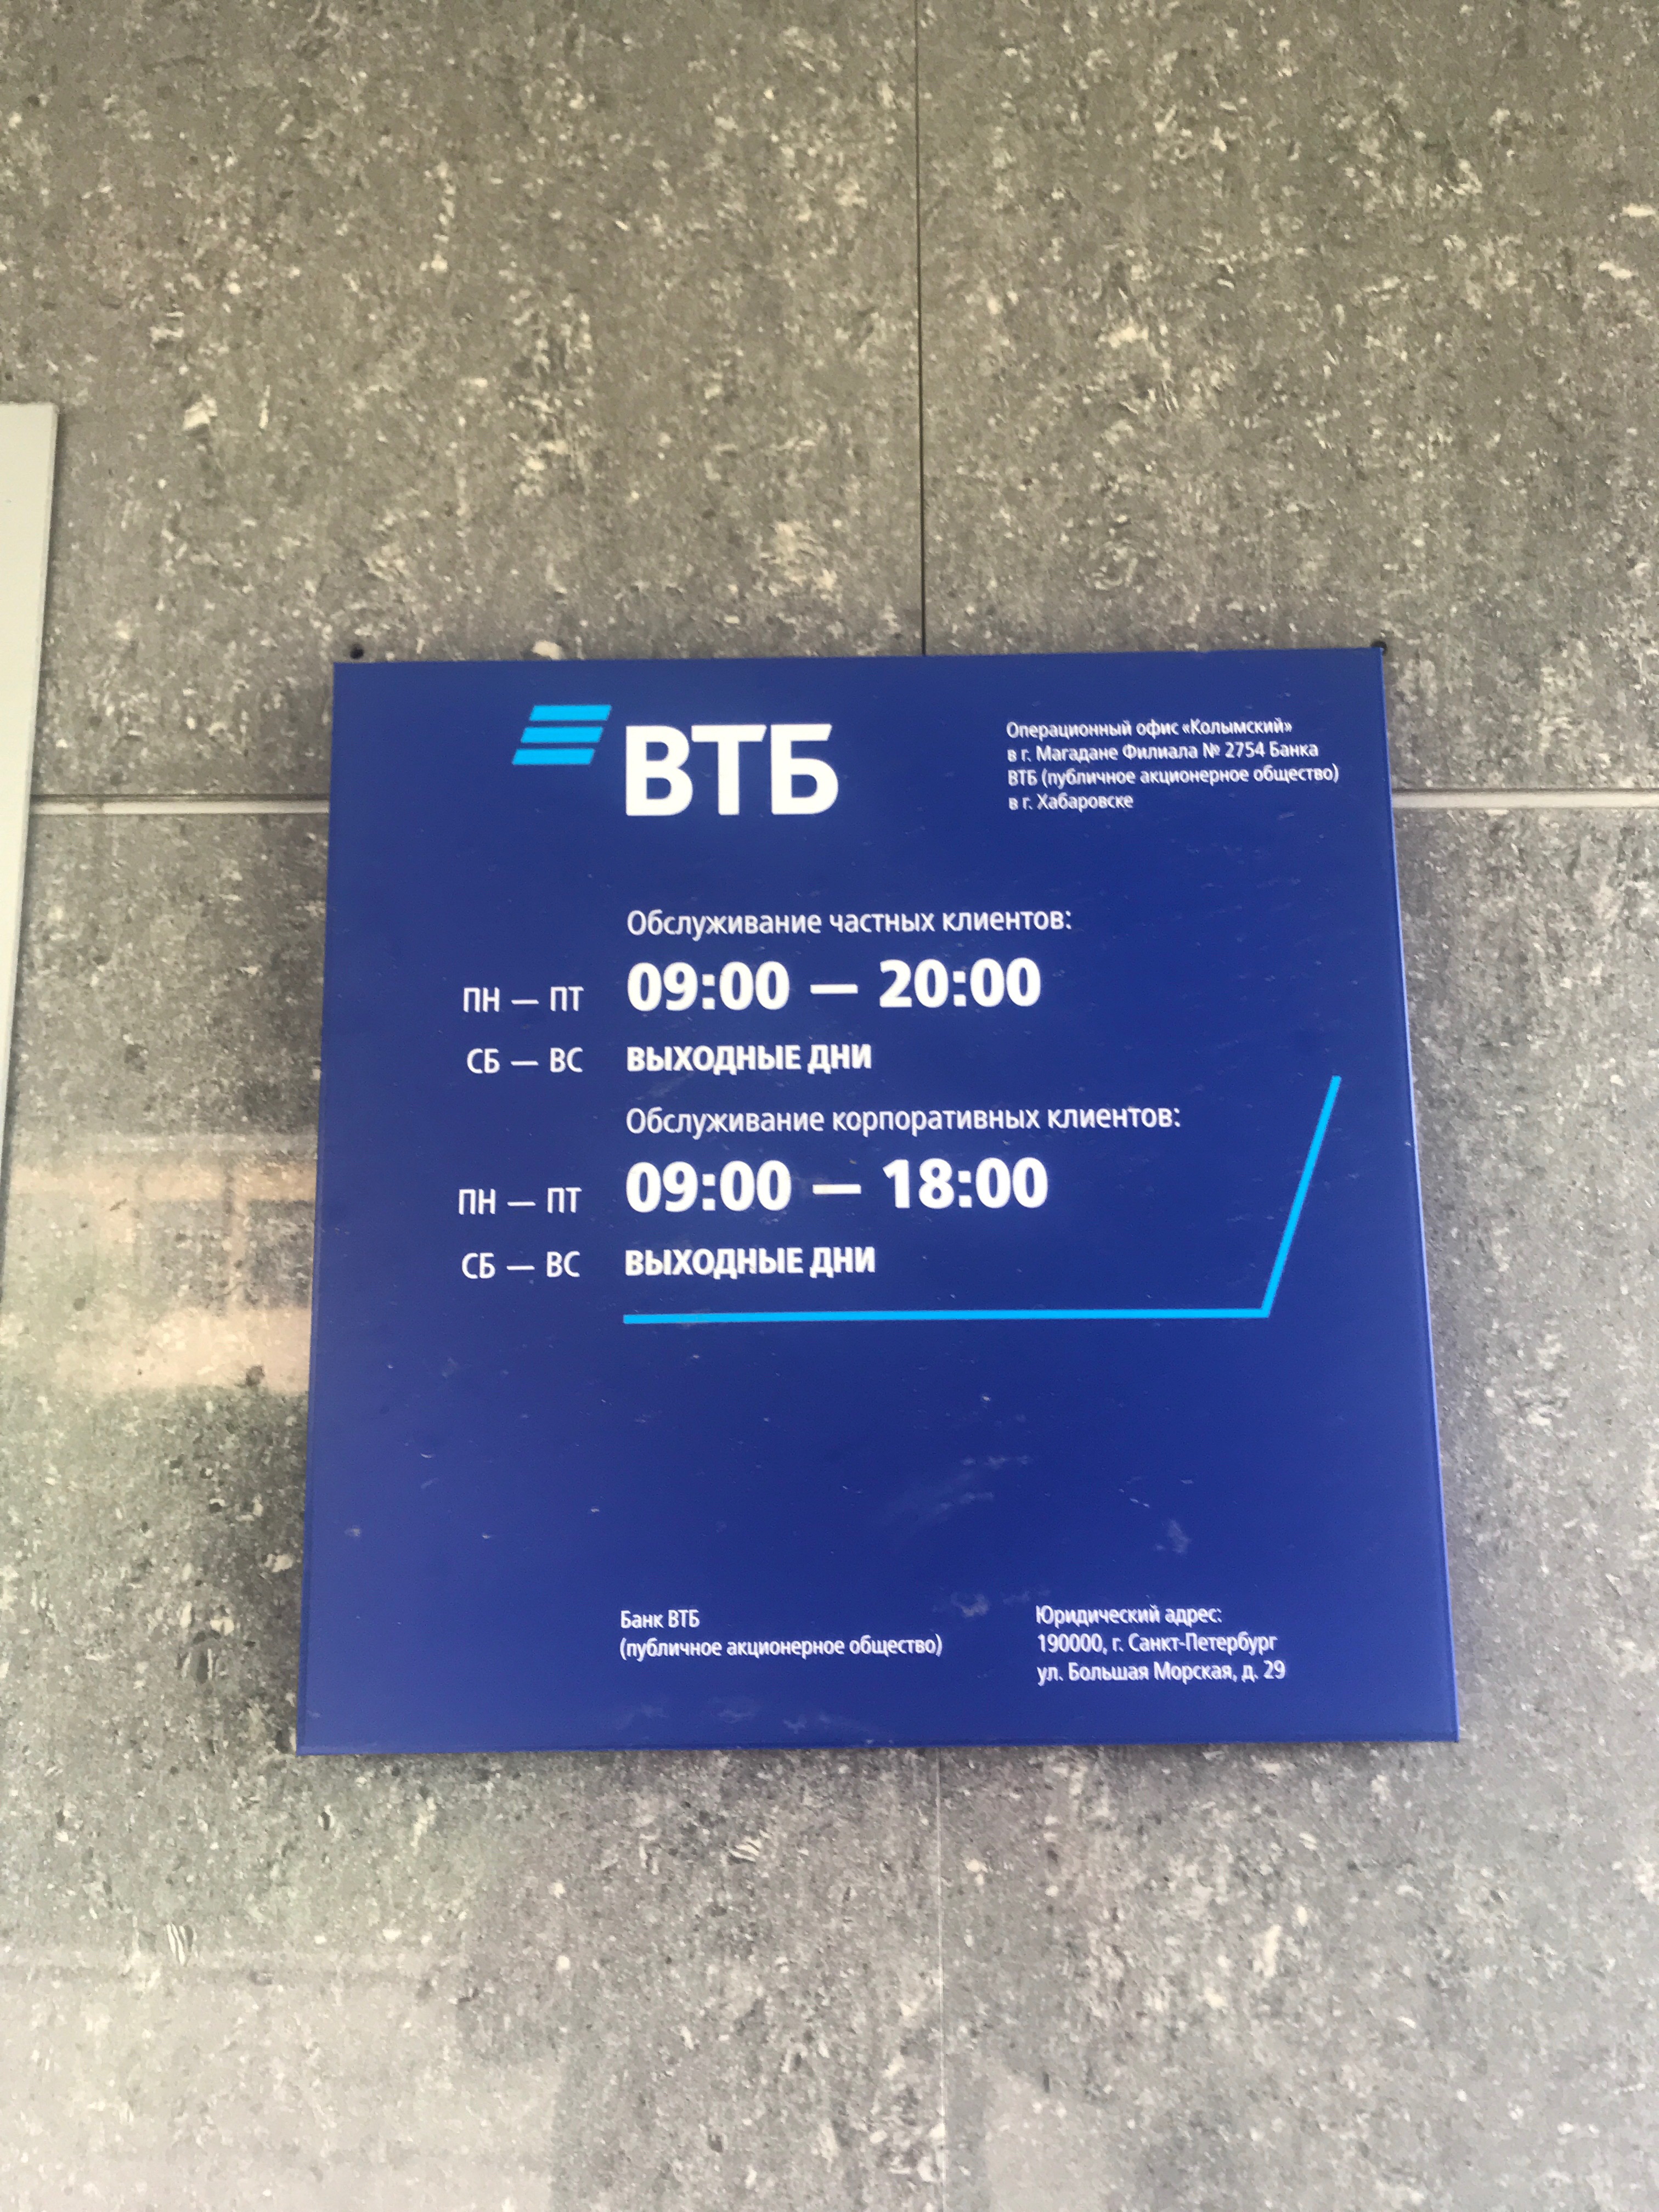 ВТБ
Операционный офис «Колымский»
в г. Магадане Филиала № 2754 Банка
ВТБ (публичное акционерное общество)
в г. Хабаровске
Обслуживание частных клиентов:
ПН — ПТ 09:00 — 20:00
СБ — ВС ВЫХОДНЫЕ ДНИ
Обслуживание корпоративных клиентов:
ПН — ПТ 09:00 — 18:00
СБ — ВС ВЫХОДНЫЕ ДНИ
Банк ВТБ
(публичное акционерное общество)
Юридический адрес:
190000, г. Санкт-Петербург
ул. Большая Морская, д. 29